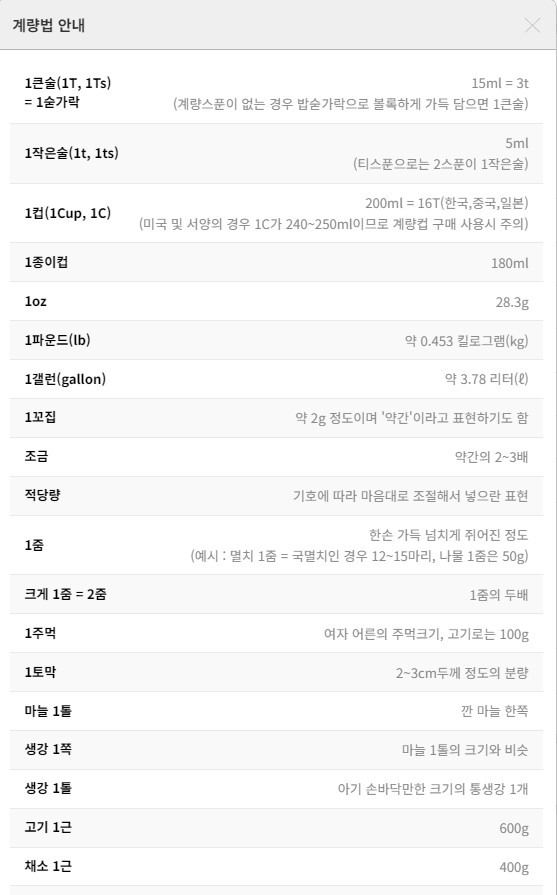 계량법 안내
1큰술(1T, 1Ts)
= 1숟가락
15ml = 3t
(계량스푼이 없는 경우 밥숟가락으로 볼록하게 가득 담으면 1큰술)
1작은술(1t, 1ts)
5ml
(티스푼으로는 2스푼이 1작은술)
1컵(1Cup, 1C)
200ml = 16T(한국,중국,일본)
(미국 및 서양의 경우 1C가 240~250ml이므로 계량컵 구매 사용시 주의)
1종이컵
180ml
1oz
28.3g
1파운드(lb)
약 0.453 킬로그램(kg)
1갤런(gallon)
약 3.78 리터(ℓ)
1꼬집
약 2g 정도이며 '약간'이라고 표현하기도 함
조금
약간의 2~3배
적당량
기호에 따라 마음대로 조절해서 넣으란 표현
1줌
한손 가득 넘치게 쥐어진 정도
(예시 : 멸치 1줌 = 국멸치인 경우 12~15마리, 나물 1줌은 50g)
크게 1줌 = 2줌
1줌의 두배
1주먹
여자 어른의 주먹크기, 고기로는 100g
1토막
2~3cm두께 정도의 분량
마늘 1톨
깐 마늘 한쪽
생강 1쪽
마늘 1톨의 크기와 비슷
생강 1톨
아기 손바닥만한 크기의 통생강 1개
고기 1근
600g
채소 1근
400g